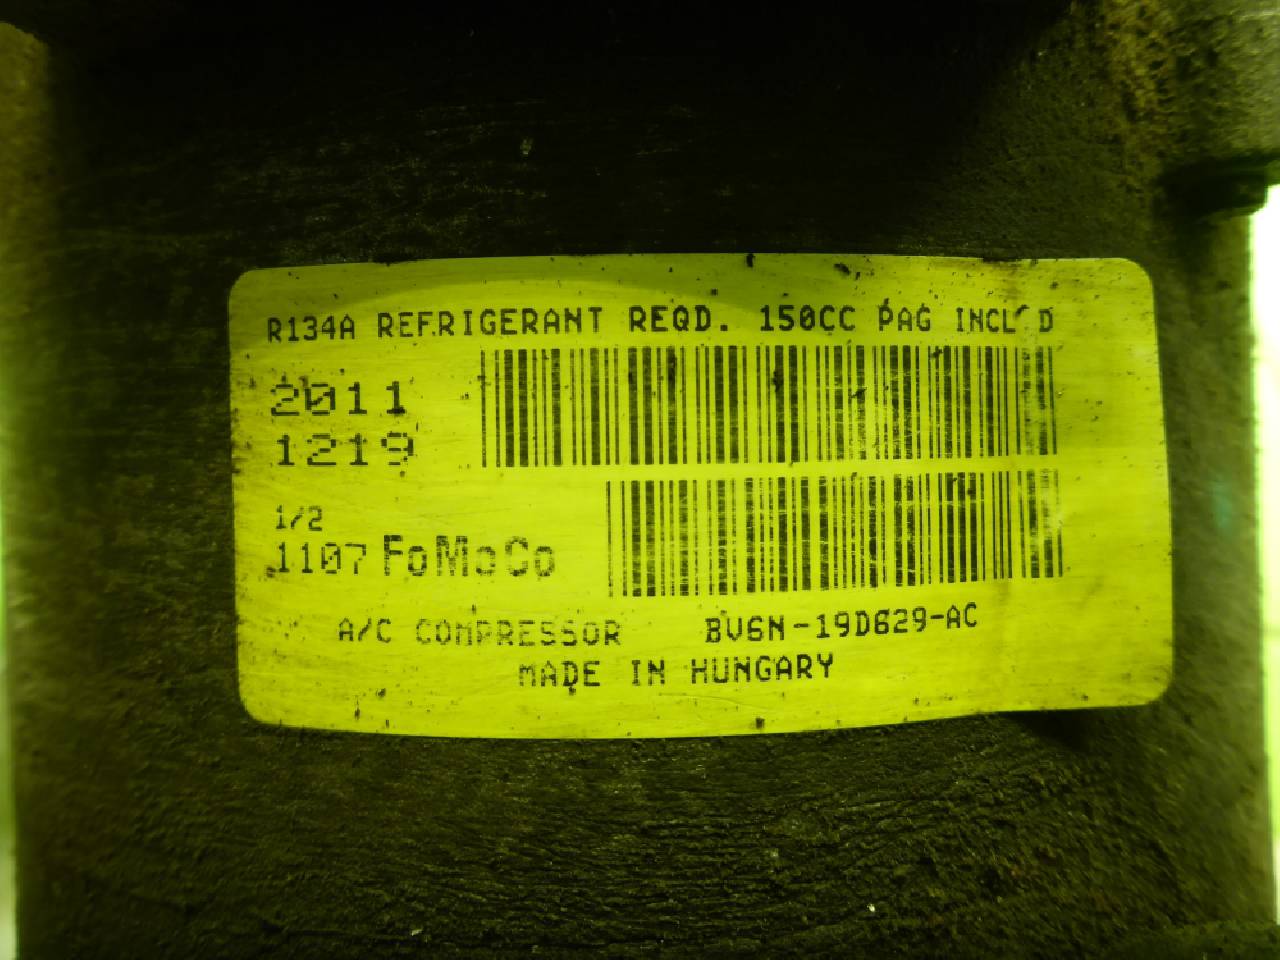 R134A REFRIGERANT REQD. 150CC PAG INCL'D
2011
1219
1/2
1107 FoMoCo
A/C COMPRESSOR BV6N-19D629-AC
MADE IN HUNGARY